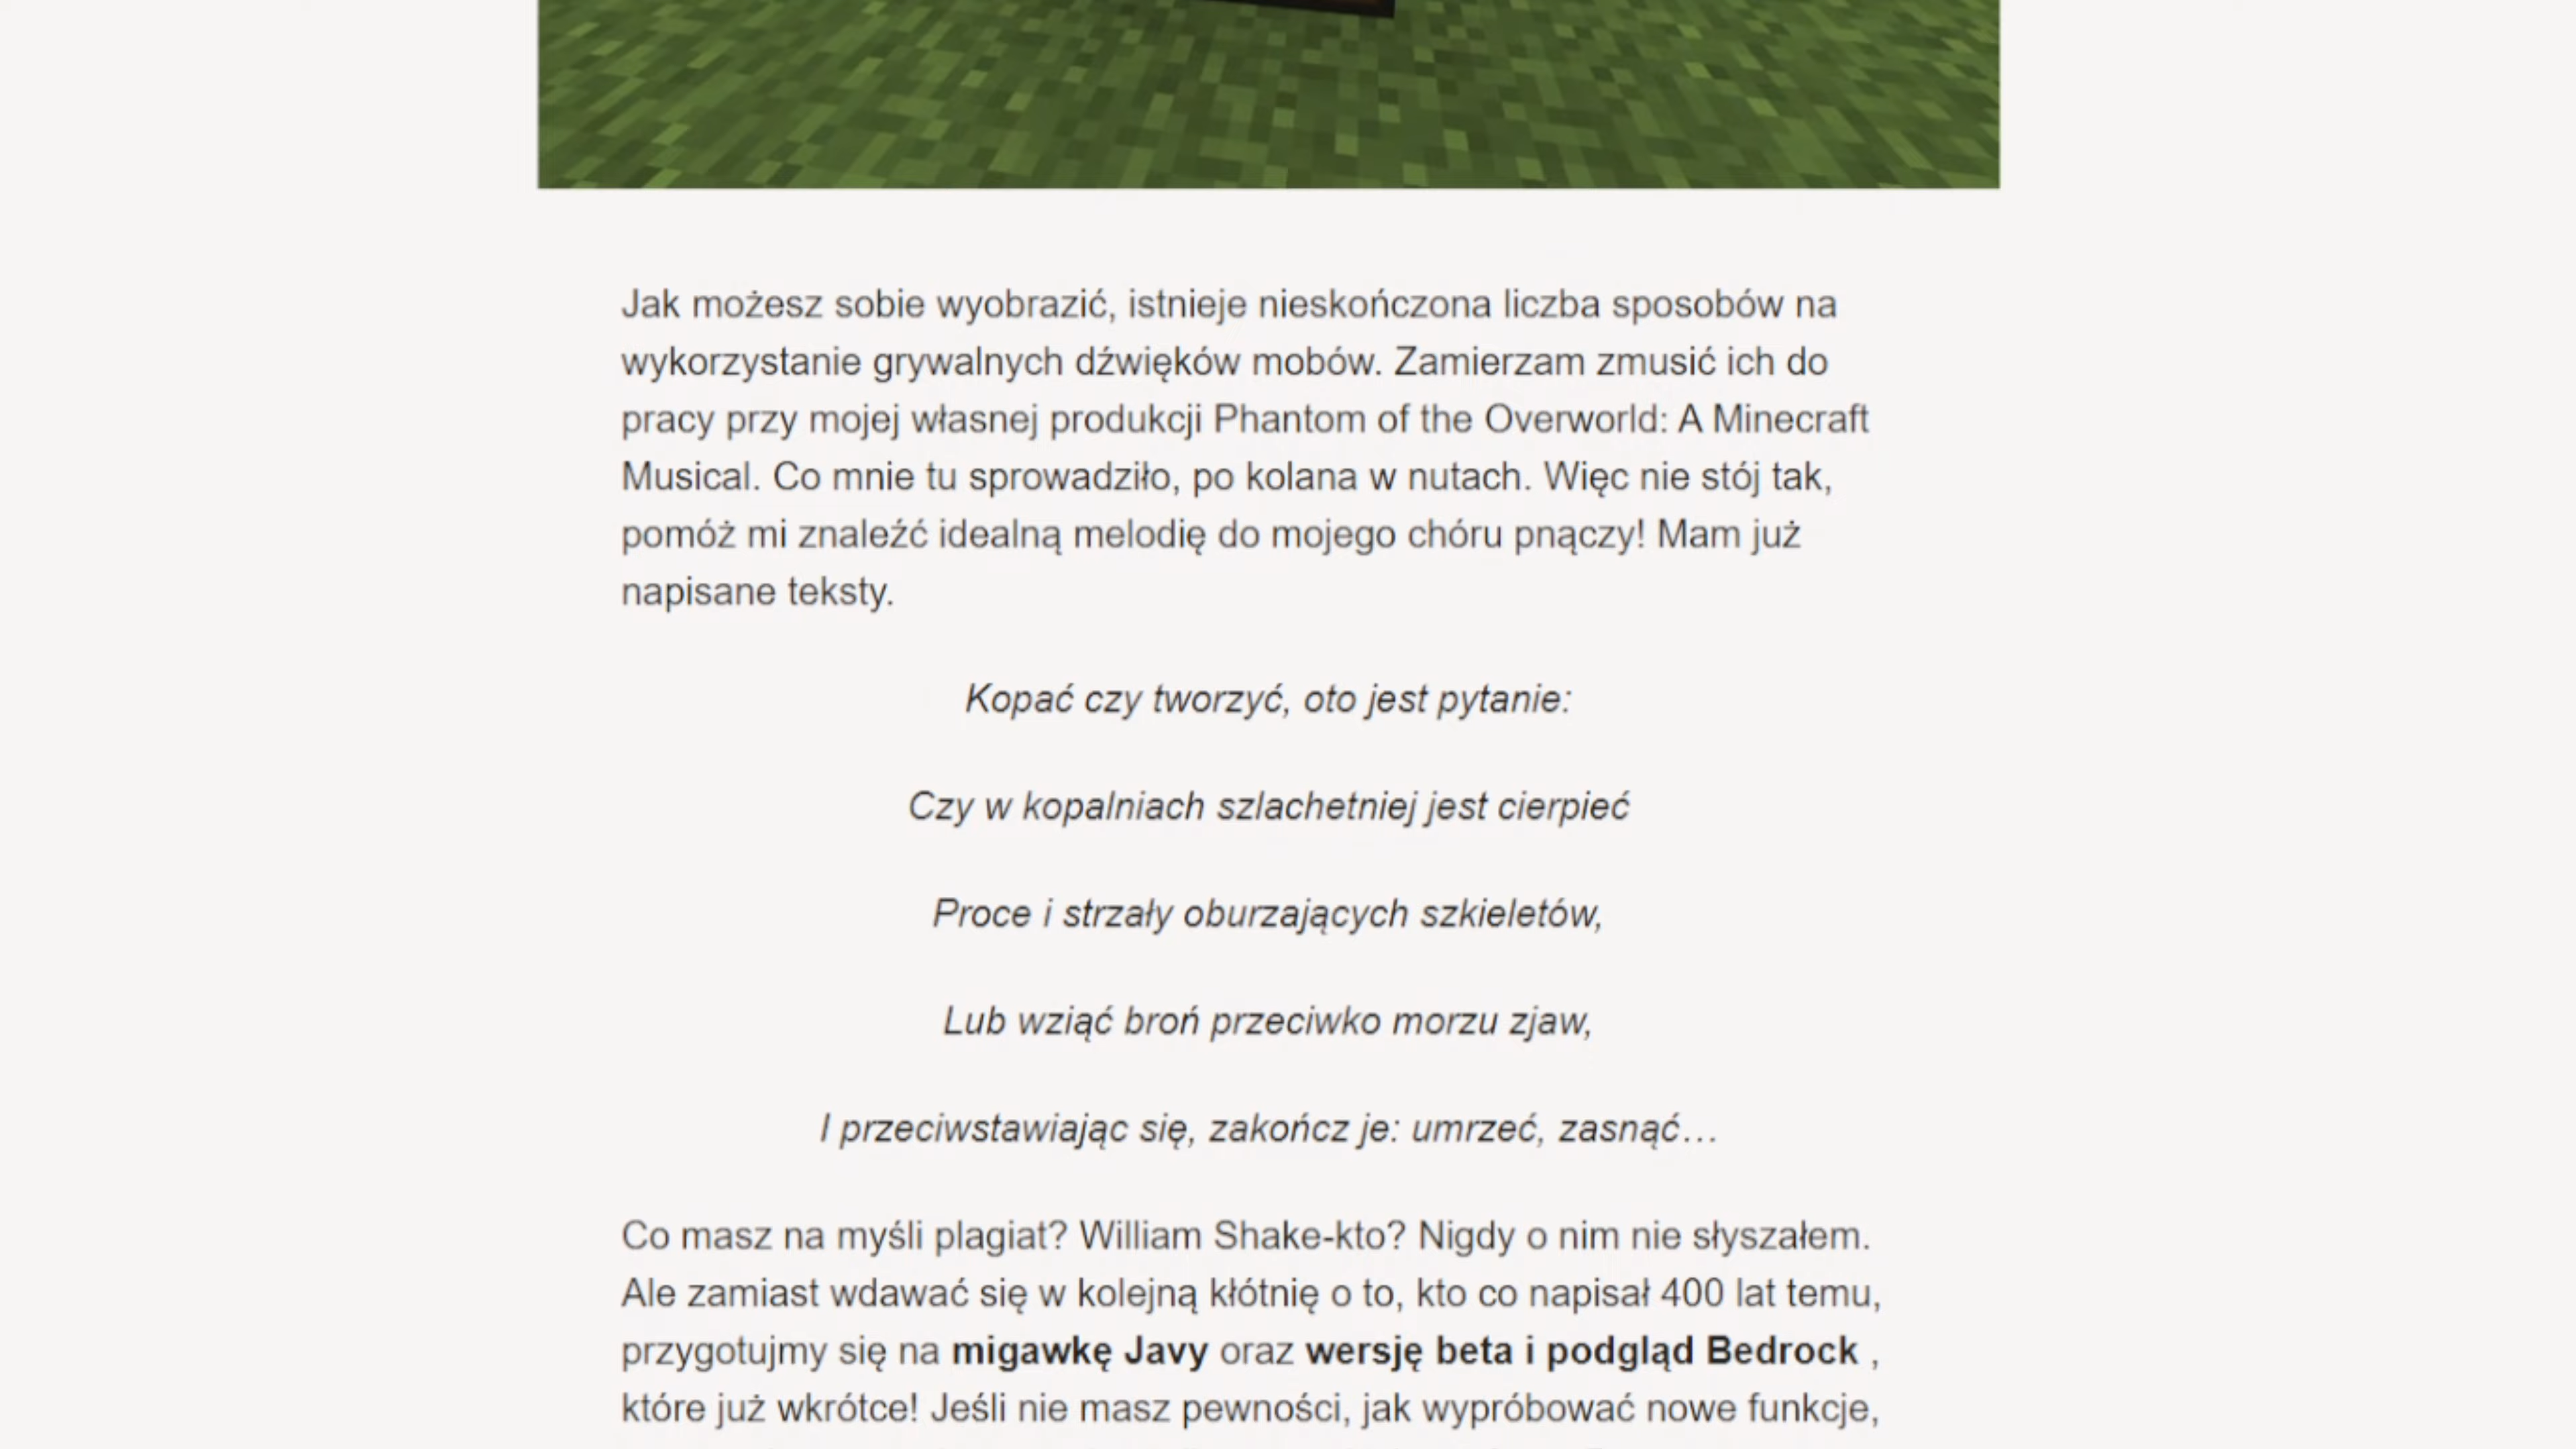 Jak możesz sobie wyobrazić, istnieje nieskończona liczba sposobów na
wykorzystanie grywalnych dźwięków mobów. Zamierzam zmusić ich do
pracy przy mojej własnej produkcji Phantom of the Overworld: A Minecraft
Musical. Co mnie tu sprowadziło, po kolana w nutach. Więc nie stój tak,
pomóż mi znaleźć idealną melodię do mojego chóru pnączy! Mam już
napisane teksty.
Kopać czy tworzyć, oto jest pytanie:
Czy w kopalniach szlachetniej jest cierpieć
Proce i strzały oburzających szkieletów,
Lub wziąć broń przeciwko morzu zjaw,
I przeciwstawiając się, zakończ je: umrzeć, zasnąć…
Co masz na myśli plagiat? William Shake-kto? Nigdy o nim nie słyszałem.
Ale zamiast wdawać się w kolejną kłótnię o to, kto co napisał 400 lat temu,
przygotujmy się na migawkę Javy oraz wersję beta i podgląd Bedrock ,
które już wkrótce! Jeśli nie masz pewności, jak wypróbować nowe funkcje,